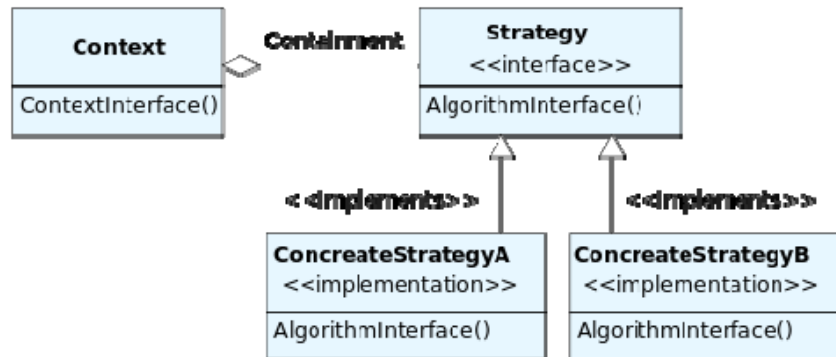 Context
ContextInterface()
Containment
Strategy
<<interface>>
AlgorithmInterface()
<<implements>>
<<implements>>
ConcreateStrategyA
<<implementation>>
AlgorithmInterface()
ConcreateStrategyB
<<implementation>>
AlgorithmInterface()